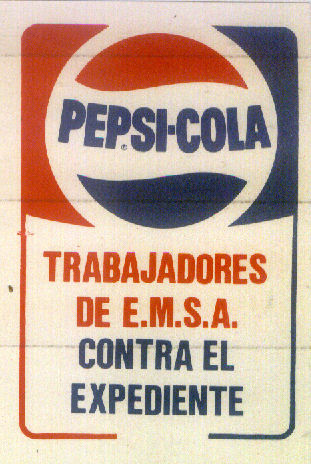 PEPSI-COLA
®
TRABAJADORES
DE E.M.S.A.
CONTRA EL
EXPEDIENTE